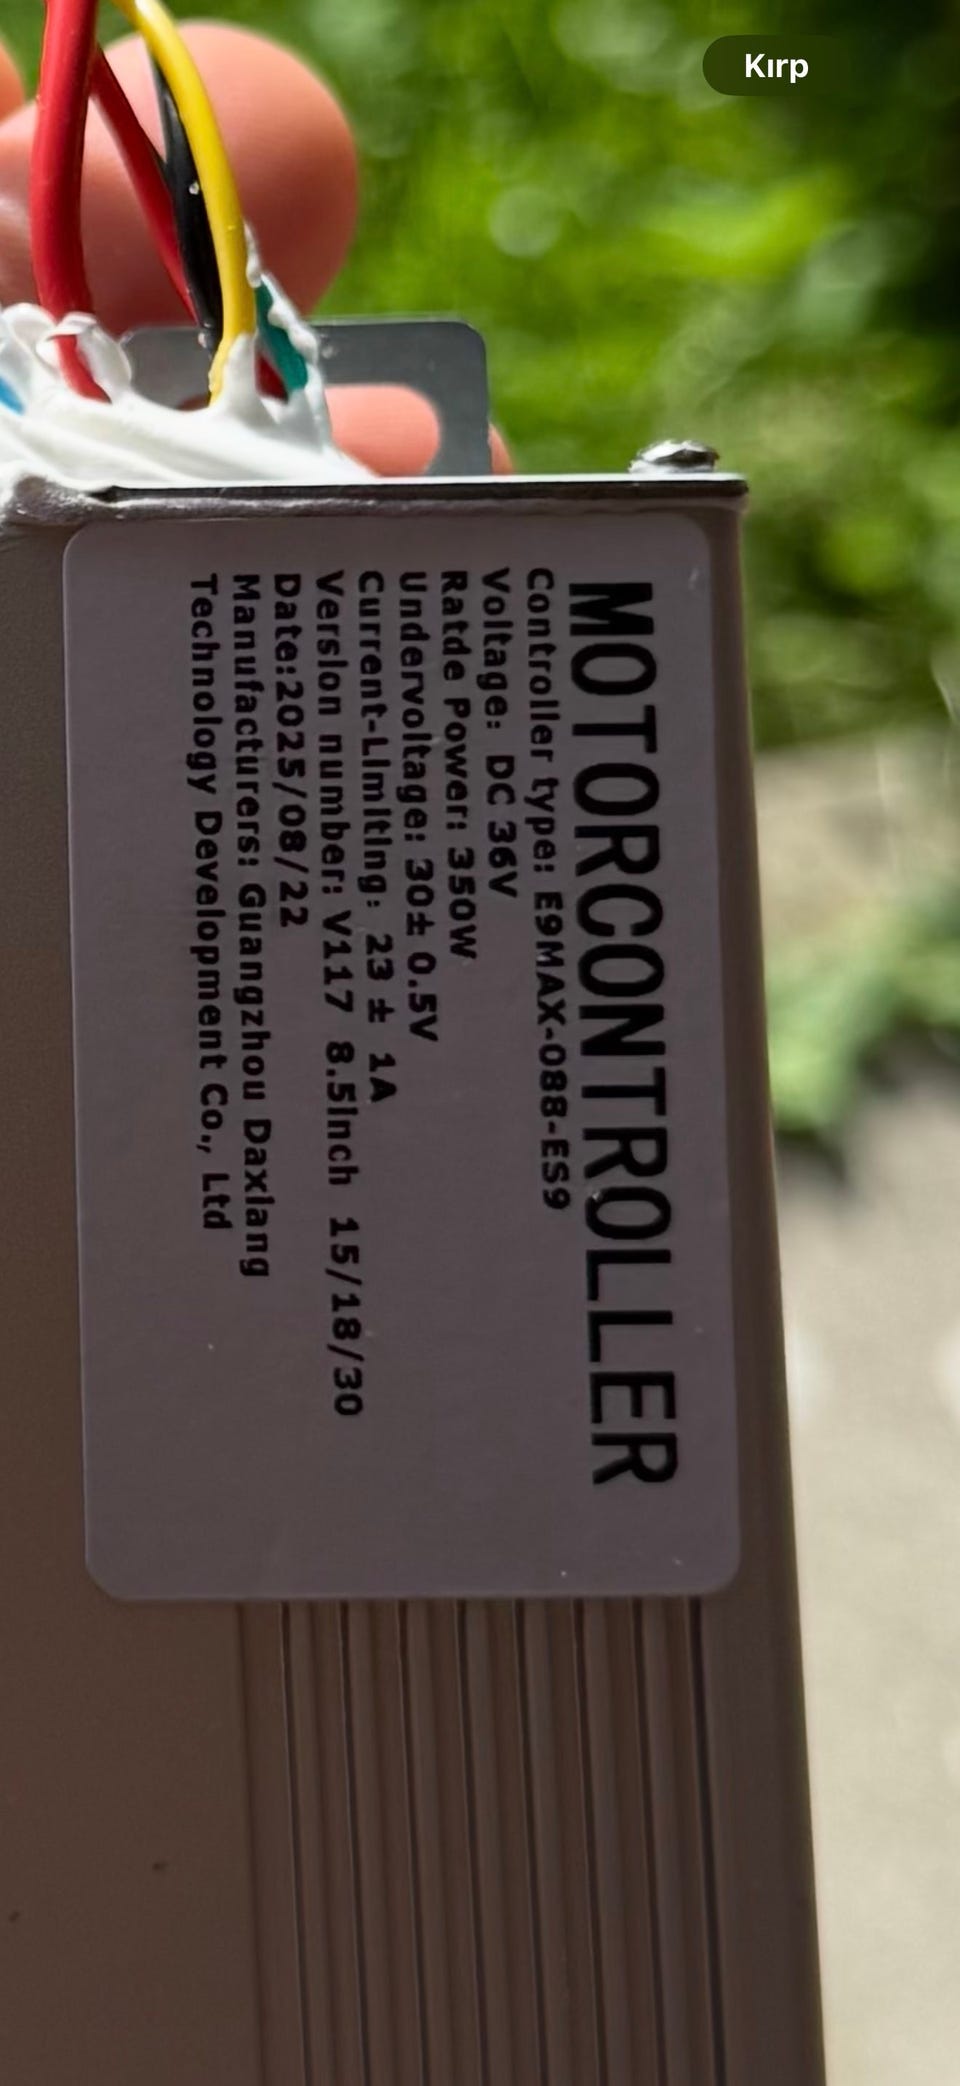 Kırp
MOTORCONTROLLER
Controller type: E9MAX-088-ES9
Voltage: DC 36V
Ratde Power: 350W
Undervoltage: 30± 0.5V
Current-Limiting: 23 ± 1A
Version number: V117 8.5inch 15/18/30
Date:2025/08/22
Manufacturers: Guangzhou Daxiang
Technology Development Co., Ltd